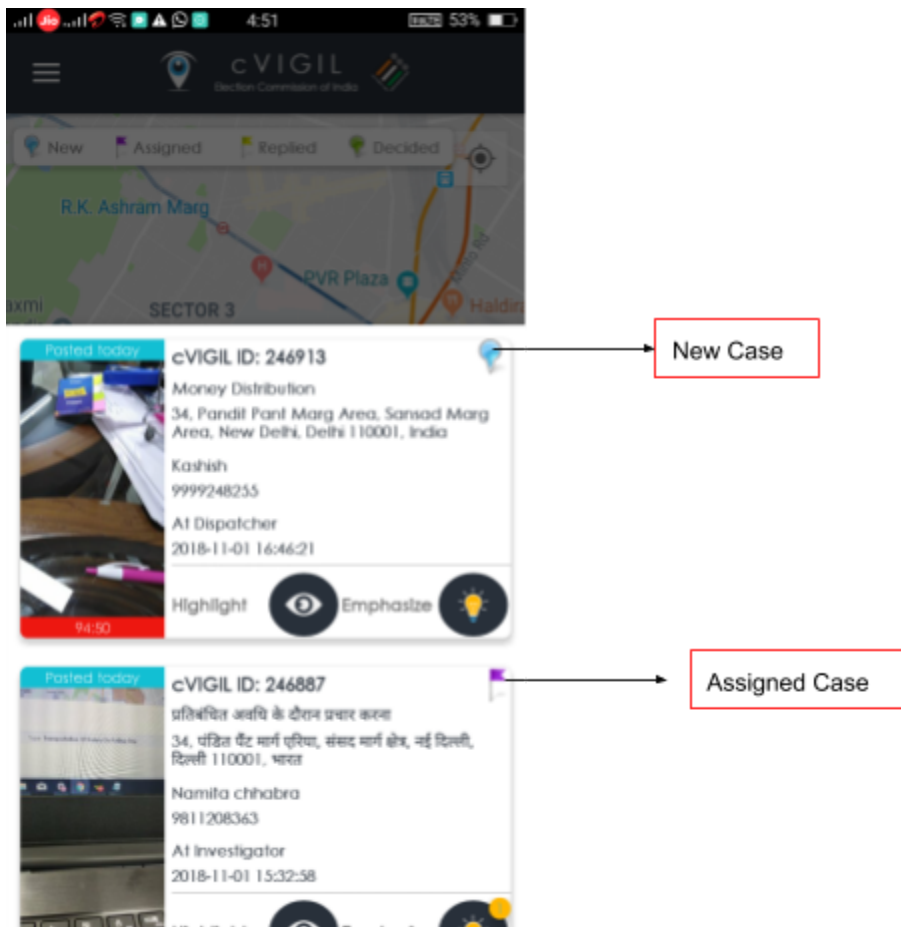 4:51
53%
cVIGIL
Election Commission of India
New Assigned Replied Decided
R.K. Ashram Marg
PVR Plaza
Minto Rd
axmi
SECTOR 3
Haldira
Posted today
cVIGIL ID: 246913
New Case
Money Distribution
34, Pandit Pant Marg Area, Sansad Marg
Area, New Delhi, Delhi 110001, India
Kashish
9999248255
At Dispatcher
2018-11-01 16:46:21
Highlight Emphasize
94:50
Posted today
cVIGIL ID: 246887
Assigned Case
प्रतिबंधित अवधि के दौरान प्रचार करना
34, पंडित पैंट मार्ग एरिया, संसद मार्ग क्षेत्र, नई दिल्ली,
दिल्ली 110001, भारत
Namita chhabra
9811208363
At Investigator
2018-11-01 15:32:58